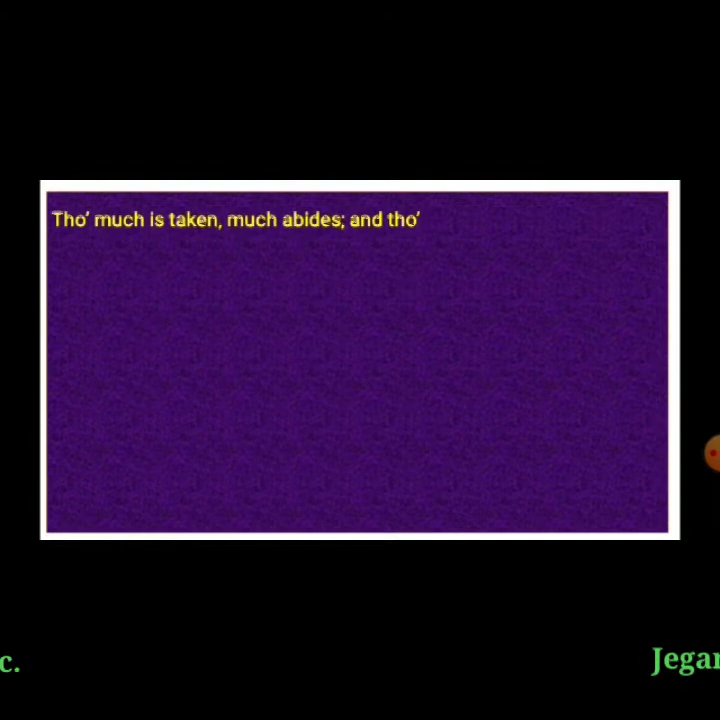 Tho’ much is taken, much abides; and tho’
c.
Jegar